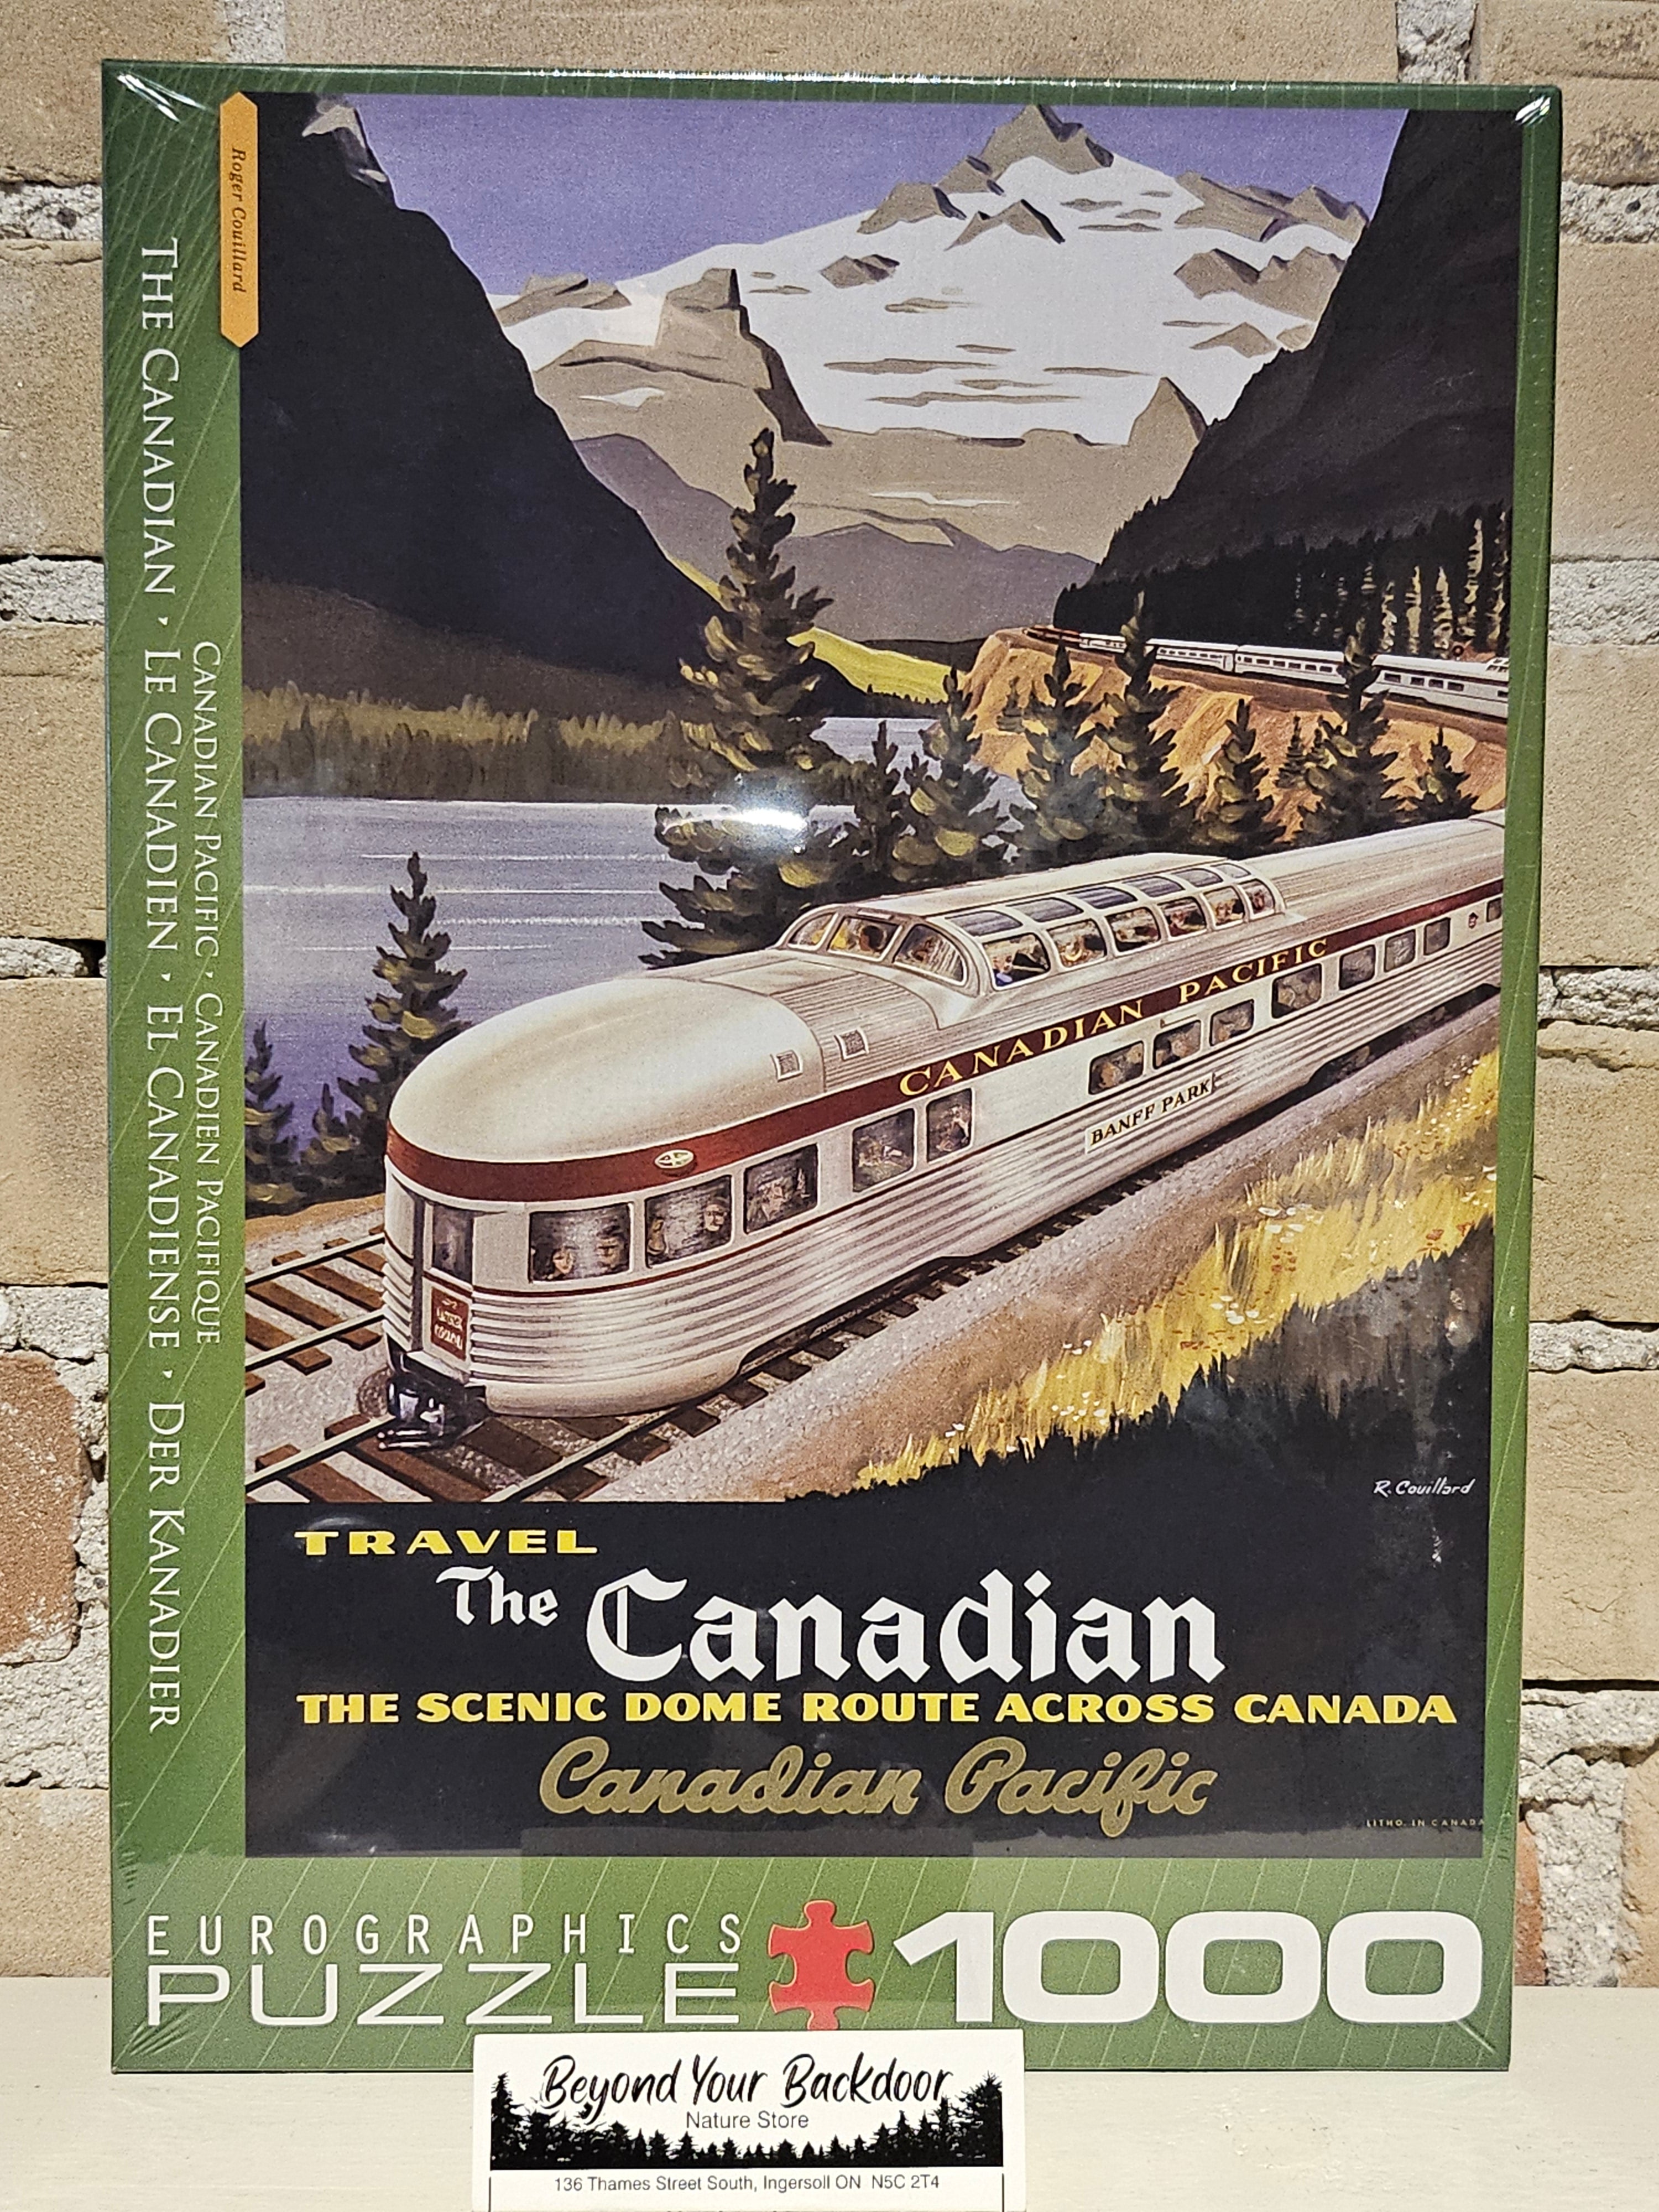 Roger Couillard
THE CANADIAN • LE CANADIEN • EL CANADIENSE • DER KANADIER
CANADIAN PACIFIC • CANADIEN PACIFIQUE
CANADIAN PACIFIC
BANFF PARK
R. Couillard
TRAVEL
The Canadian
THE SCENIC DOME ROUTE ACROSS CANADA
Canadian Pacific
LITHO. IN CANADA
EUROGRAPHICS
PUZZLE 1000
Beyond Your Backdoor
Nature Store
136 Thames Street South, Ingersoll ON N5C 2T4